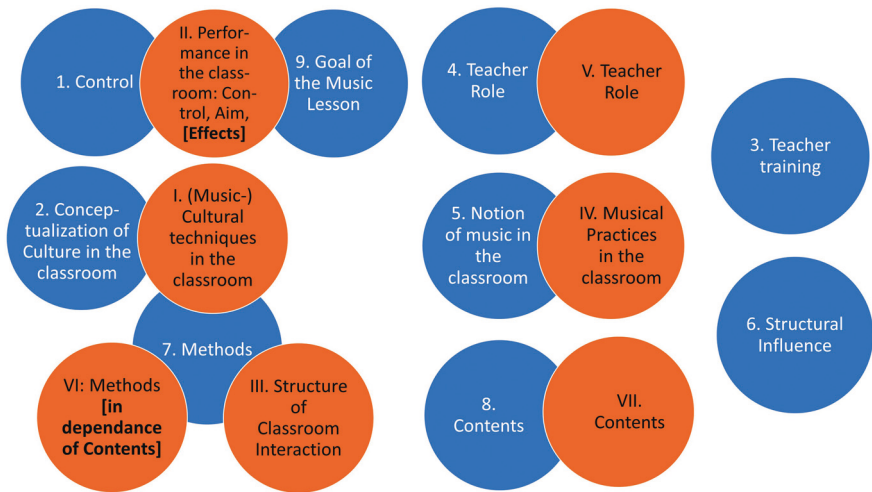 1. Control
II. Perfor-
mance in
the class-
room: Con-
trol, Aim,
[Effects]
9. Goal of
the Music
Lesson
4. Teacher
Role
V. Teacher
Role
3. Teacher
training
2. Concep-
tualization of
Culture in the
classroom
I. (Music-)
Cultural
techniques
in the
classroom
5. Notion
of music in
the
classroom
IV. Musical
Practices
in the
classroom
6. Structural
Influence
7. Methods
VI: Methods
[in
dependance
of Contents]
III. Structure
of
Classroom
Interaction
8.
Contents
VII.
Contents